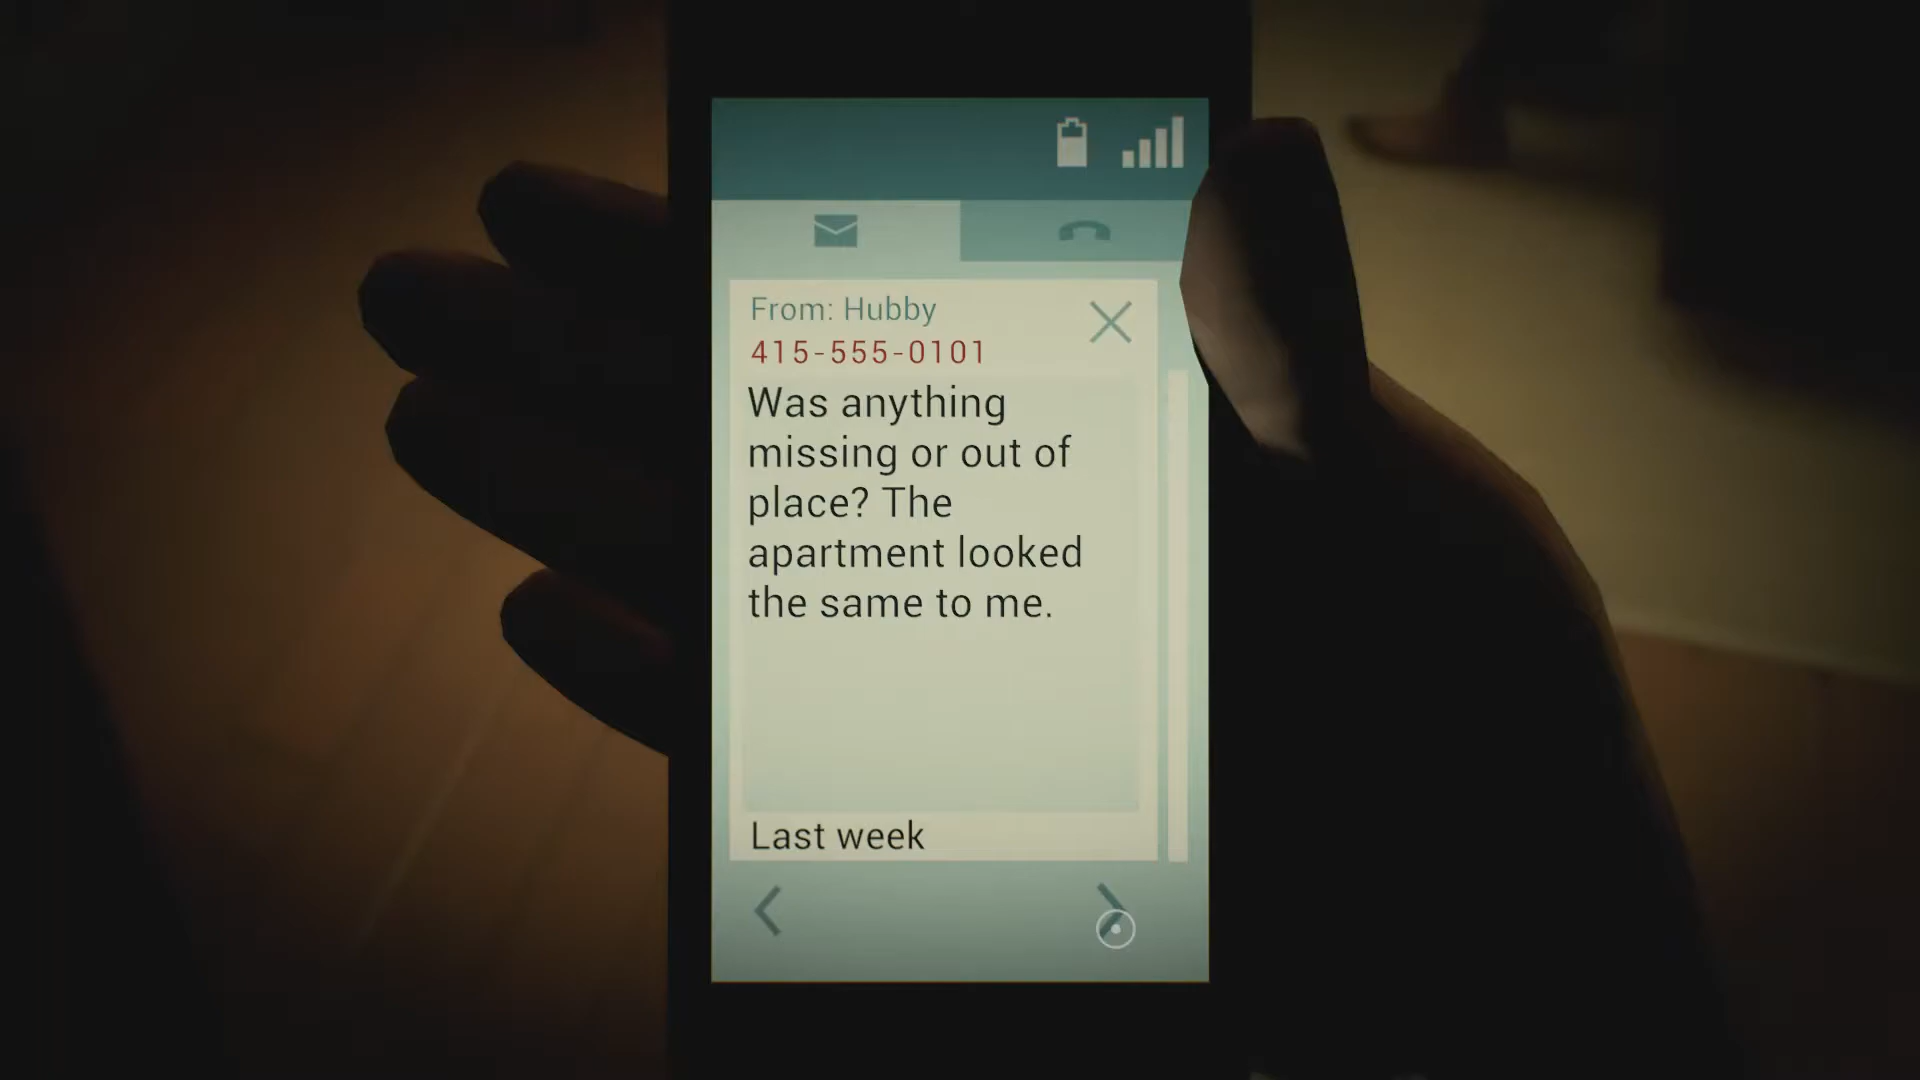 From: Hubby
415-555-0101
Was anything
missing or out of
place? The
apartment looked
the same to me.
Last week